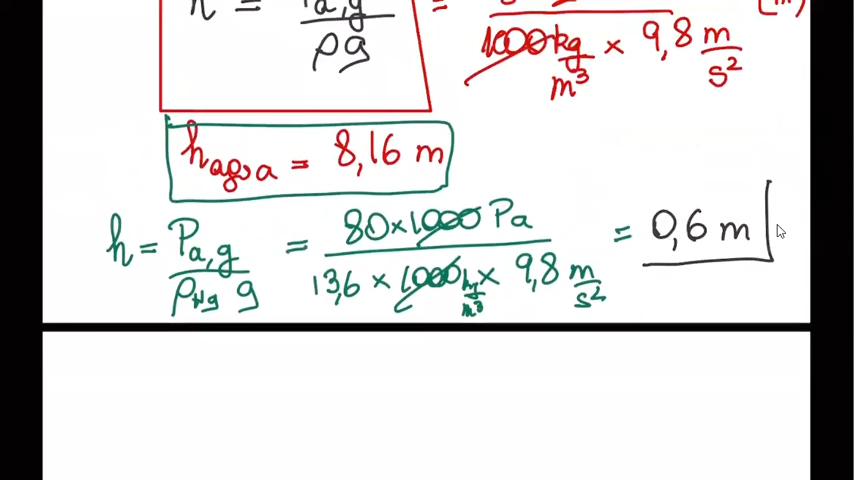 h = Pa,g / ρg =
1000 kg/m³ × 9,8 m/s² [m]
hagua = 8,16 m
h = Pa,g / ρHg g = 80×1000 Pa / 13,6 × 1000 kg/m³ × 9,8 m/s² = 0,6 m